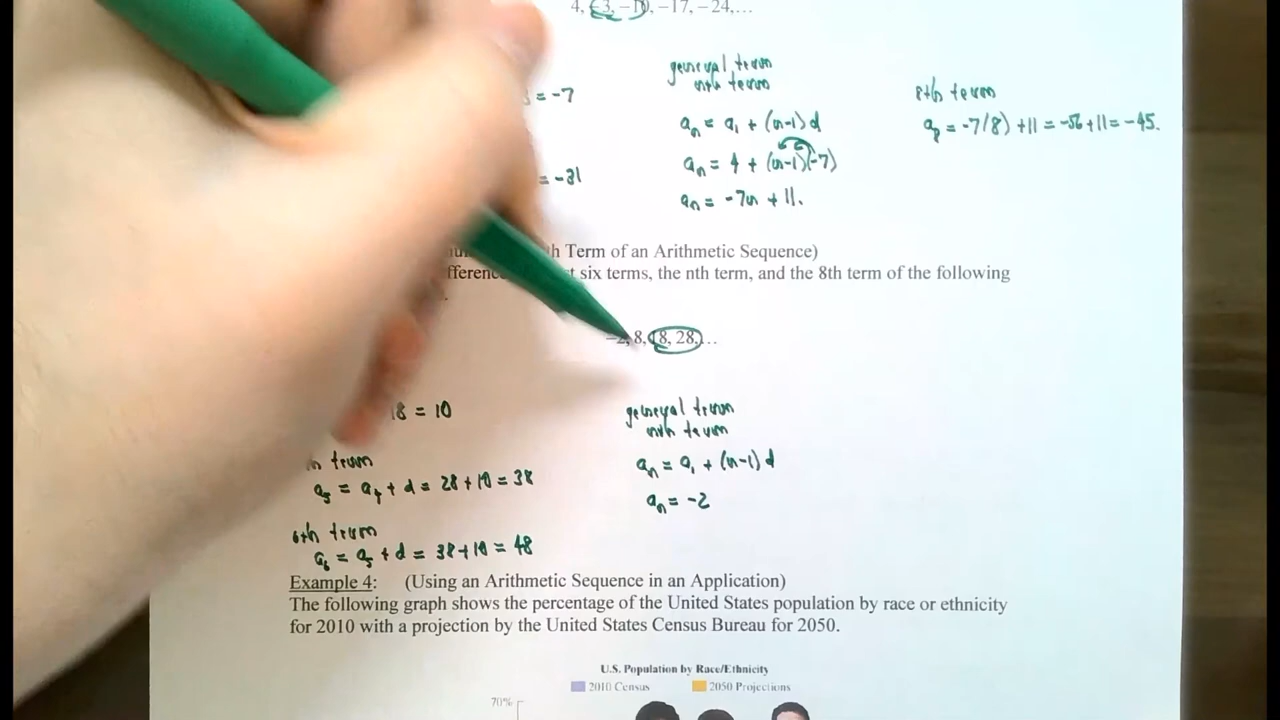 4, -3, -10, -17, -24,…
= -7
general term
nth term
8th term
aₙ = a₁ + (n-1)d
a₈ = -7(8) +11 = -56 +11 = -45.
aₙ = 4 + (n-1)(-7)
= -31
aₙ = -7n + 11.
h Term of an Arithmetic Sequence)
fference t six terms, the nth term, and the 8th term of the following
-2, 8, 18, 28,…
18 = 10
general term
nth term
h term
aₙ = a₁ + (n-1)d
a₅ = a₄ + d = 28 + 10 = 38
aₙ = -2
6th term
a₆ = a₅ + d = 38 + 10 = 48
Example 4: (Using an Arithmetic Sequence in an Application)
The following graph shows the percentage of the United States population by race or ethnicity
for 2010 with a projection by the United States Census Bureau for 2050.
U.S. Population by Race/Ethnicity
2010 Census 2050 Projections
70%